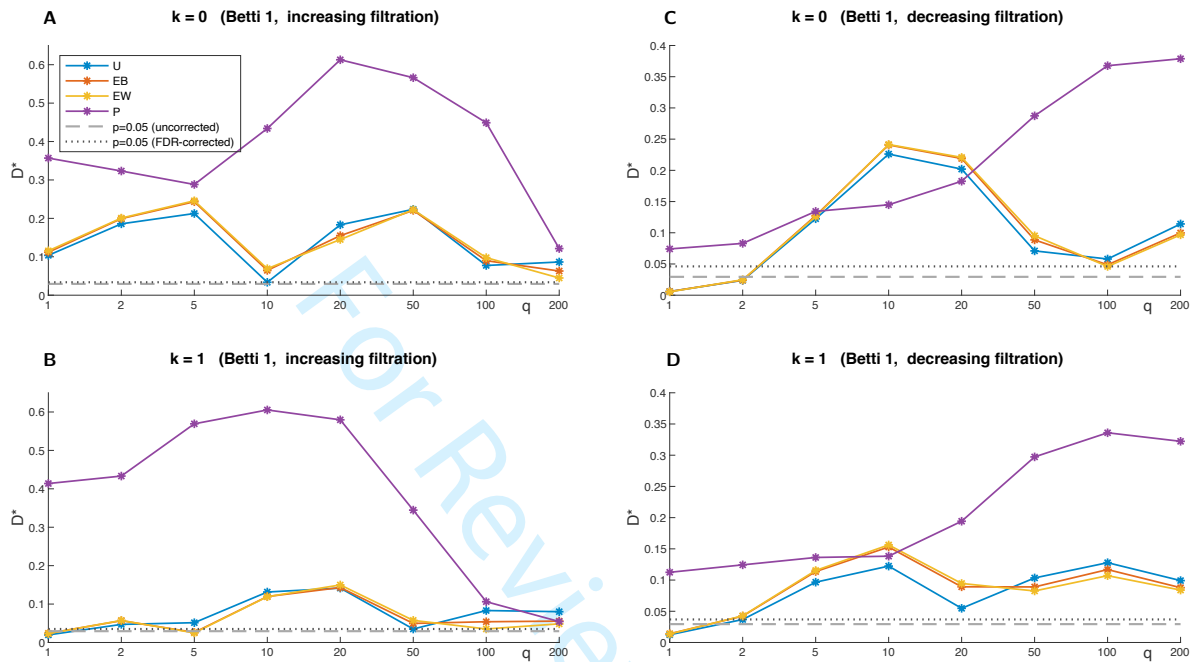 A
k = 0 (Betti 1, increasing filtration)
U
EB
EW
P
p=0.05 (uncorrected)
p=0.05 (FDR-corrected)
D*
0.6
0.5
0.4
0.3
0.2
0.1
0
1 2 5 10 20 50 100 q 200
C
k = 0 (Betti 1, decreasing filtration)
D*
0.4
0.35
0.3
0.25
0.2
0.15
0.1
0.05
0
1 2 5 10 20 50 100 q 200
B
k = 1 (Betti 1, increasing filtration)
D*
0.6
0.5
0.4
0.3
0.2
0.1
0
1 2 5 10 20 50 100 q 200
D
k = 1 (Betti 1, decreasing filtration)
D*
0.4
0.35
0.3
0.25
0.2
0.15
0.1
0.05
0
1 2 5 10 20 50 100 q 200
For Revie